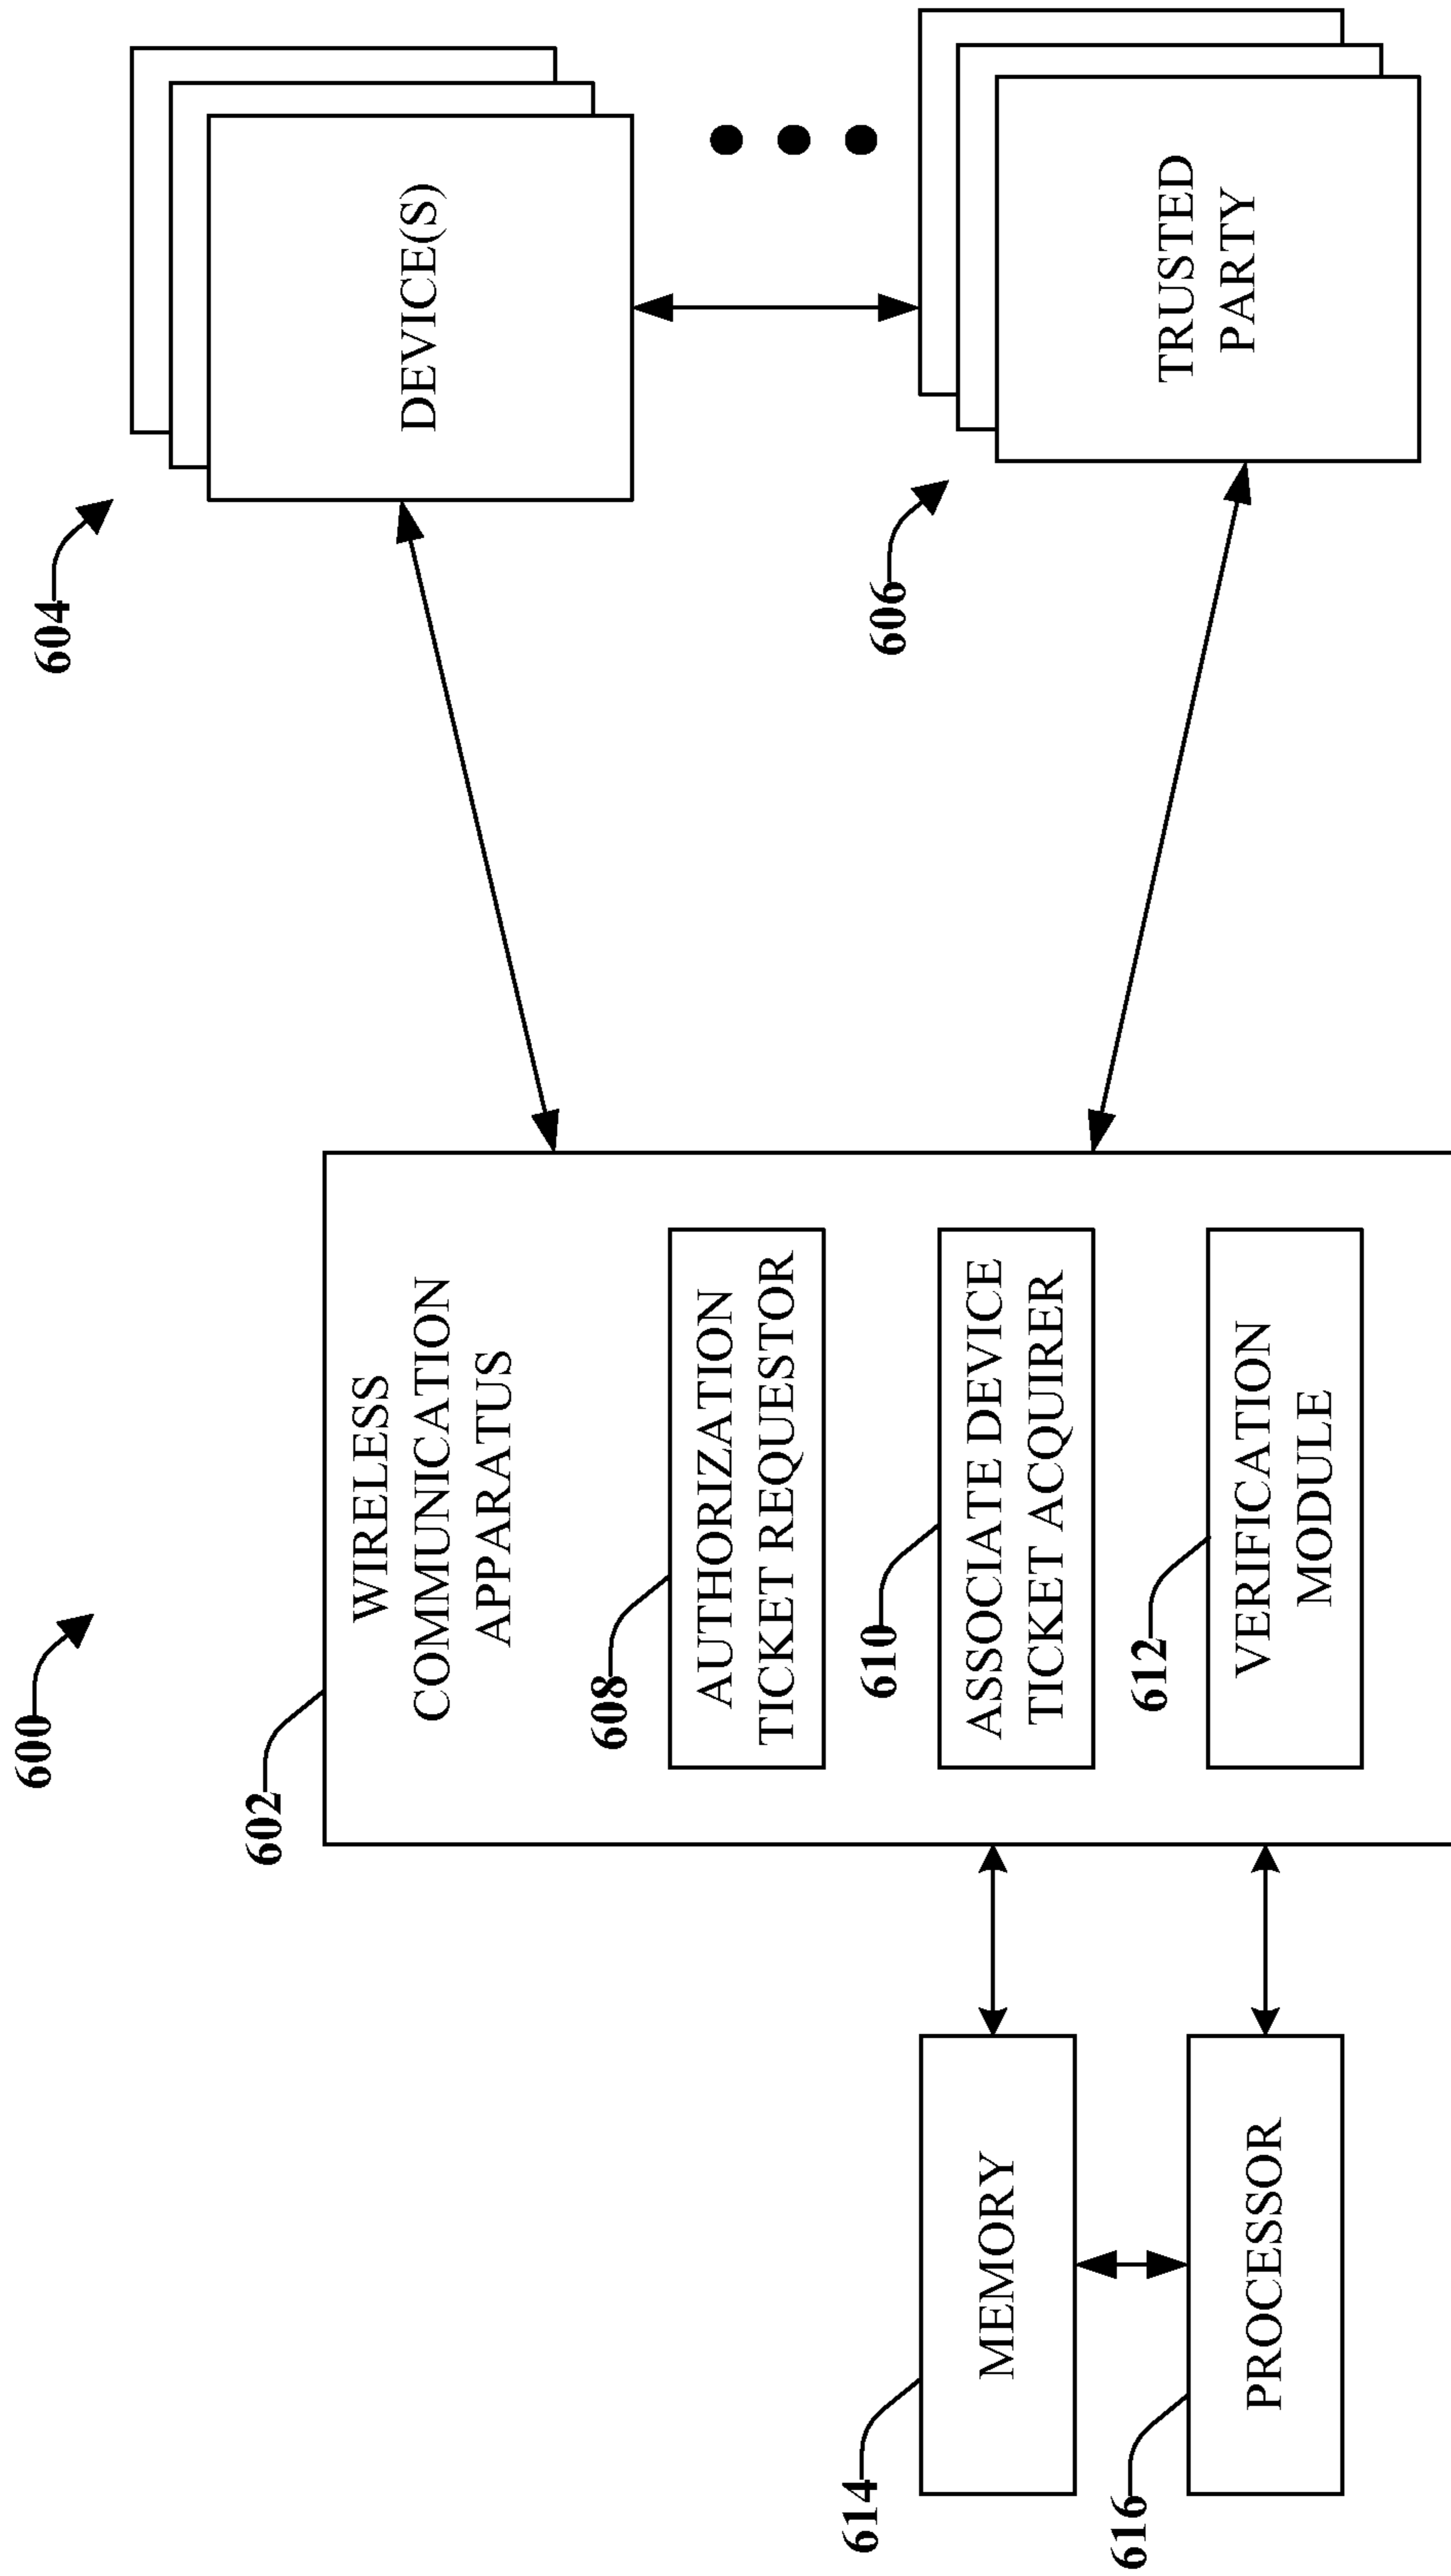 600
602
WIRELESS
COMMUNICATION
APPARATUS
608
AUTHORIZATION
TICKET REQUESTOR
610
ASSOCIATE DEVICE
TICKET ACQUIRER
612
VERIFICATION
MODULE
614
MEMORY
616
PROCESSOR
604
DEVICE(S)
606
TRUSTED
PARTY